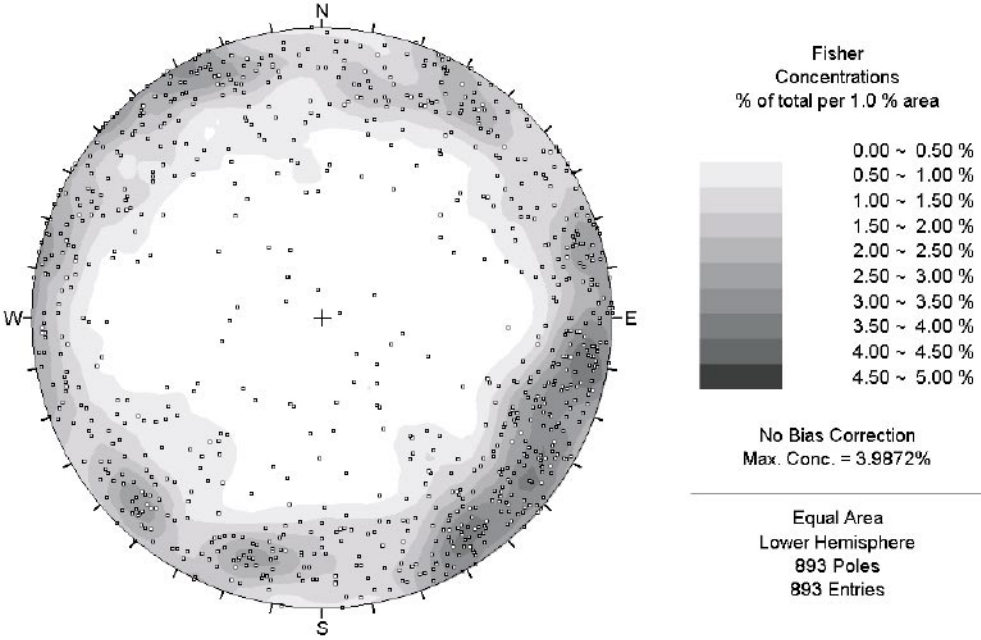 N
W
E
S
Fisher
Concentrations
% of total per 1.0 % area
0.00 ~ 0.50 %
0.50 ~ 1.00 %
1.00 ~ 1.50 %
1.50 ~ 2.00 %
2.00 ~ 2.50 %
2.50 ~ 3.00 %
3.00 ~ 3.50 %
3.50 ~ 4.00 %
4.00 ~ 4.50 %
4.50 ~ 5.00 %
No Bias Correction
Max. Conc. = 3.9872%
Equal Area
Lower Hemisphere
893 Poles
893 Entries